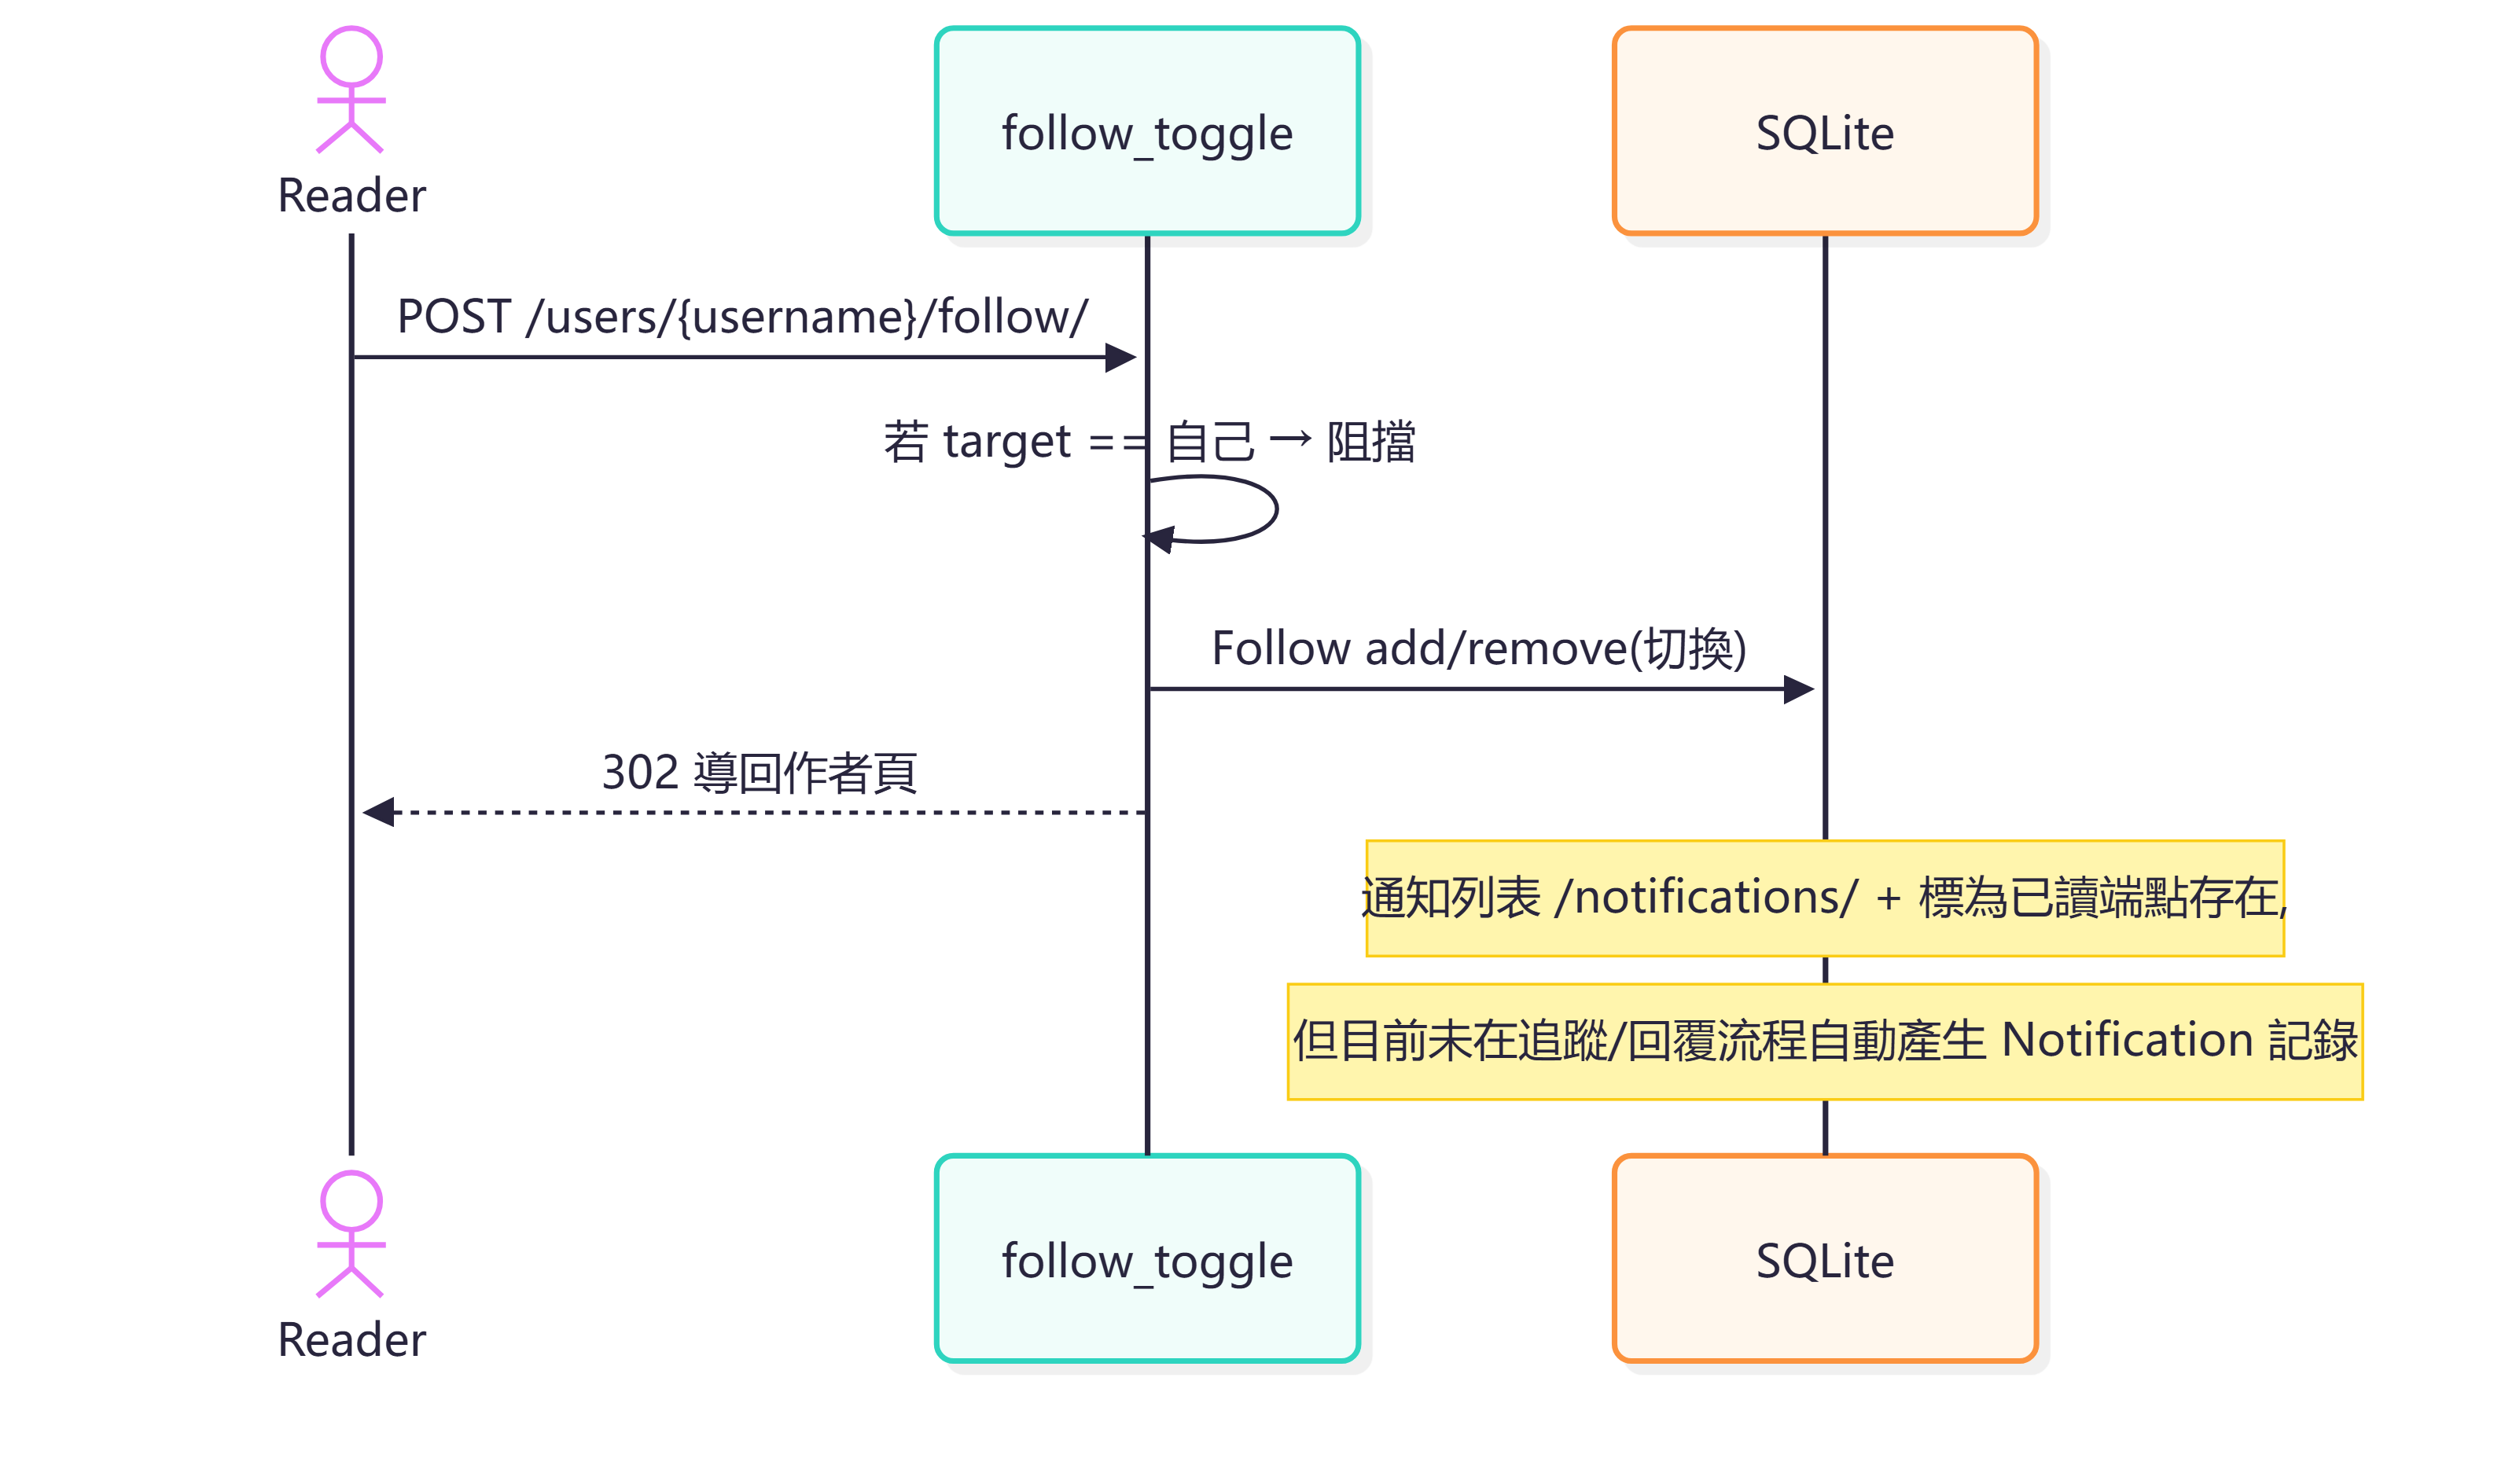 Reader
follow_toggle
SQLite
POST /users/{username}/follow/
若 target == 自己 → 阻擋
Follow add/remove(切換)
302 導回作者頁
通知列表 /notifications/ + 標為已讀端點存在,
但目前未在追蹤/回覆流程自動產生 Notification 記錄
Reader
follow_toggle
SQLite